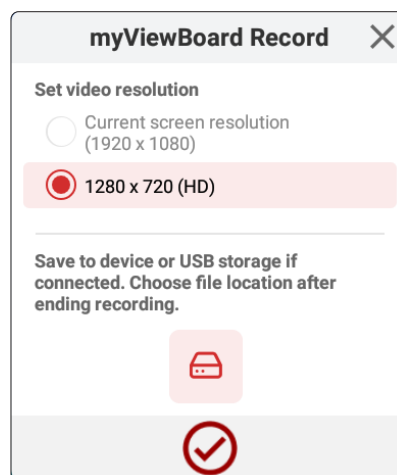 myViewBoard Record
Set video resolution
Current screen resolution
(1920 x 1080)
1280 x 720 (HD)
Save to device or USB storage if
connected. Choose file location after
ending recording.